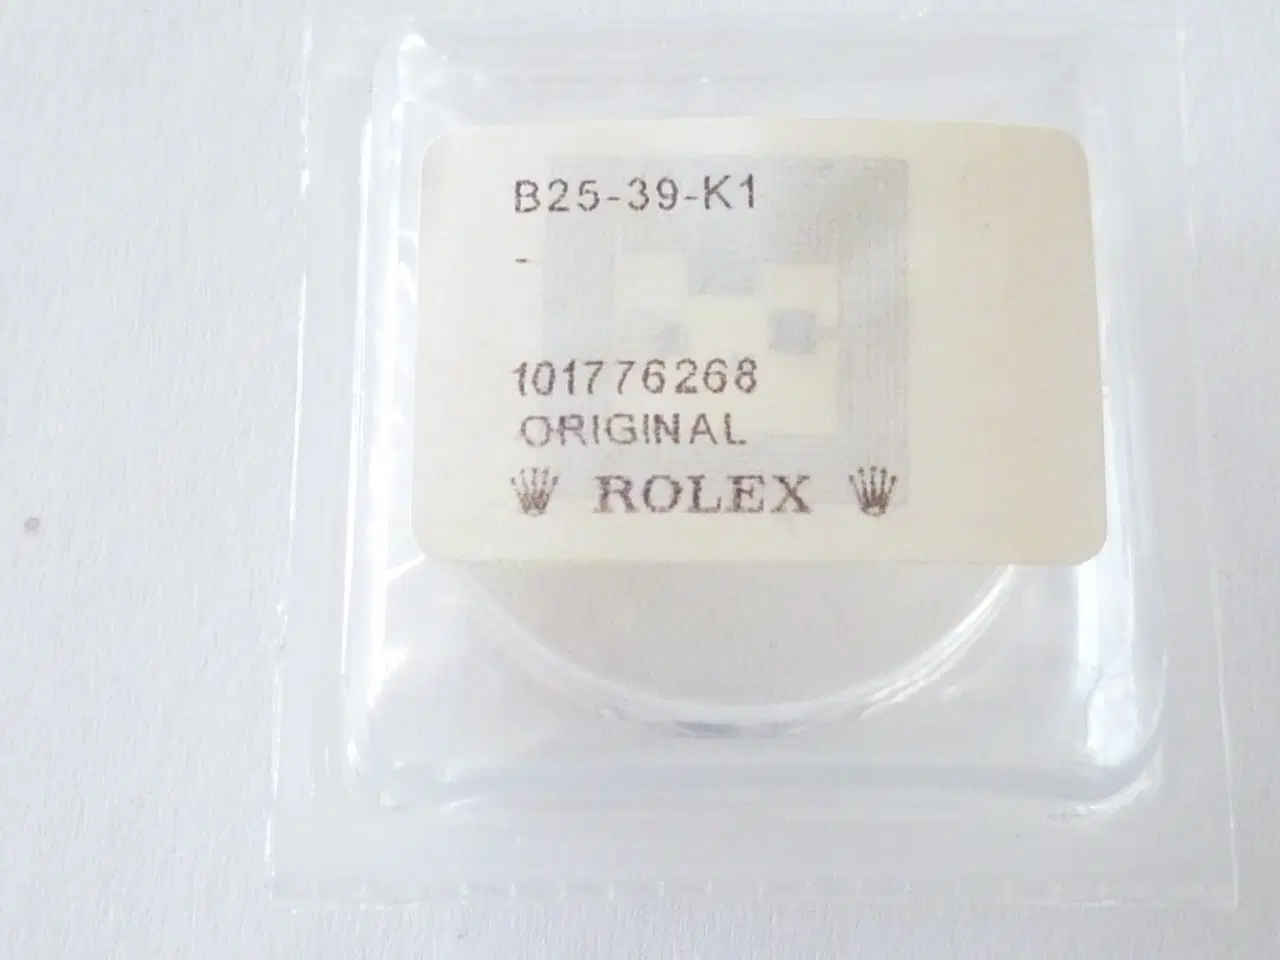 B25-39-K1
-
101776268
ORIGINAL
ROLEX